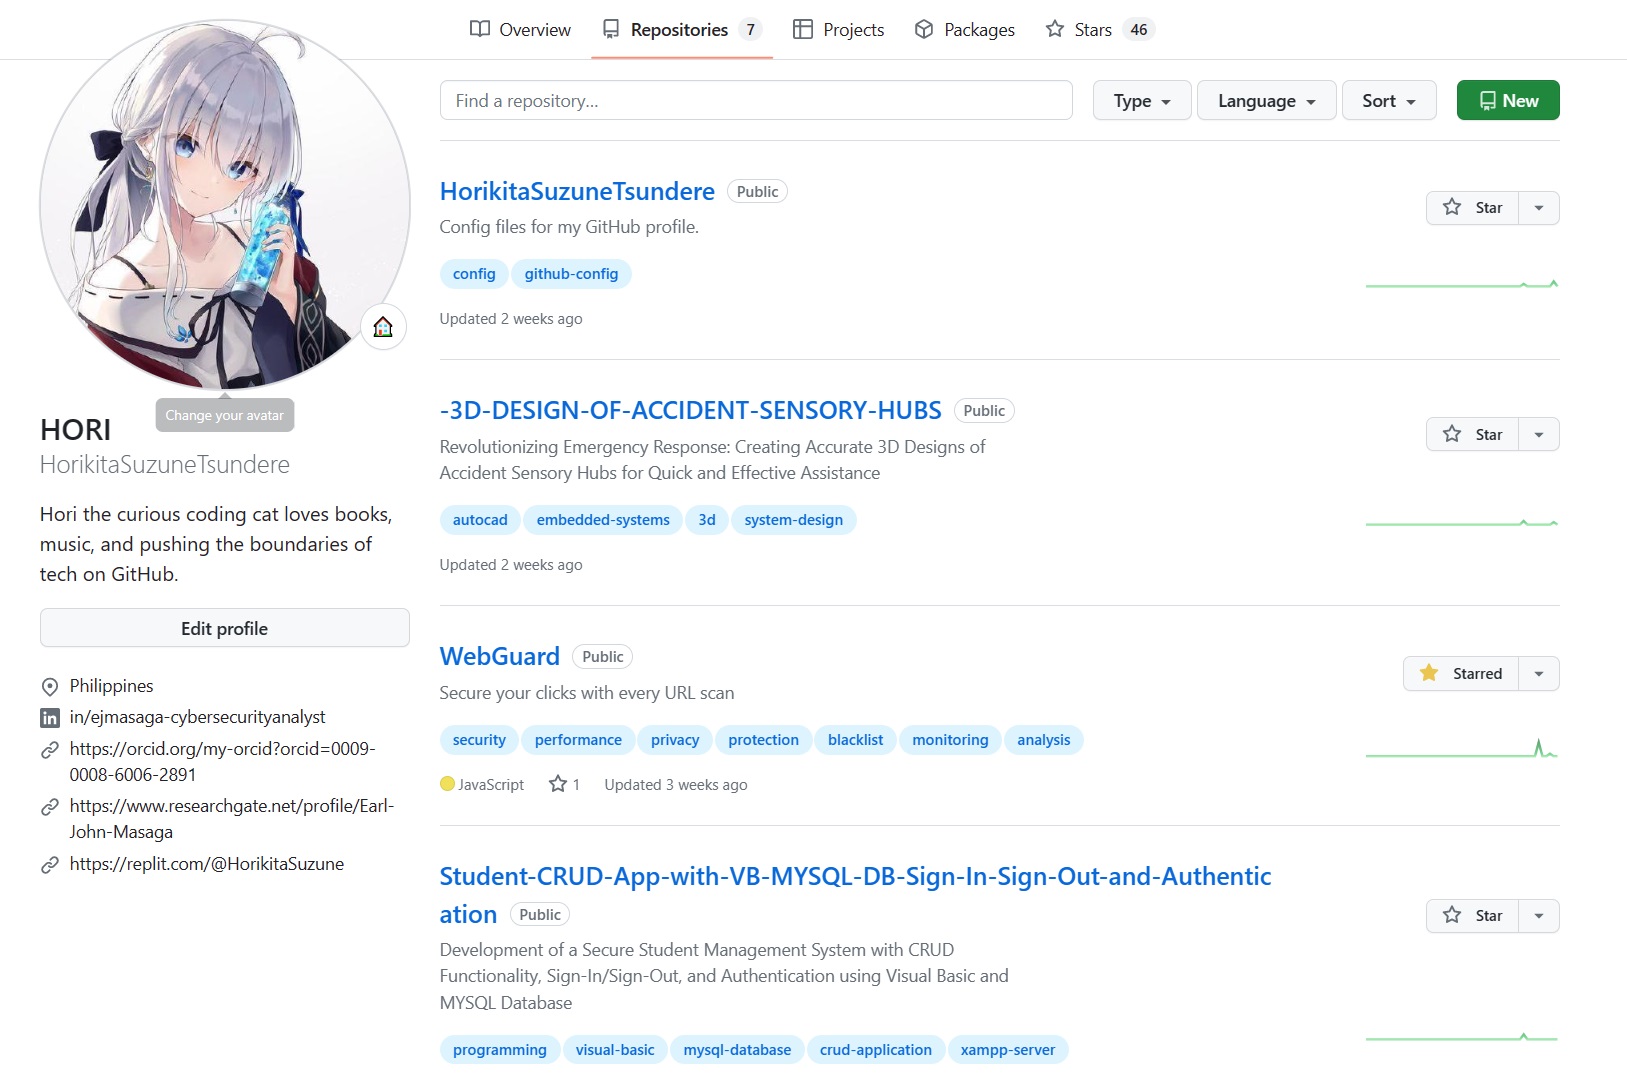 Overview
Repositories 7
Projects
Packages
Stars 46
Find a repository...
Type
Language
Sort
New
Change your avatar
HORI
HorikitaSuzuneTsundere
Hori the curious coding cat loves books,
music, and pushing the boundaries of
tech on GitHub.
Edit profile
Philippines
in/ejmasaga-cybersecurityanalyst
https://orcid.org/my-orcid?orcid=0009-
0008-6006-2891
https://www.researchgate.net/profile/Earl-
John-Masaga
https://replit.com/@HorikitaSuzune
HorikitaSuzuneTsundere Public
Star
Config files for my GitHub profile.
config github-config
Updated 2 weeks ago
-3D-DESIGN-OF-ACCIDENT-SENSORY-HUBS Public
Star
Revolutionizing Emergency Response: Creating Accurate 3D Designs of
Accident Sensory Hubs for Quick and Effective Assistance
autocad embedded-systems 3d system-design
Updated 2 weeks ago
WebGuard Public
Starred
Secure your clicks with every URL scan
security performance privacy protection blacklist monitoring analysis
JavaScript 1 Updated 3 weeks ago
Student-CRUD-App-with-VB-MYSQL-DB-Sign-In-Sign-Out-and-Authentic
ation Public
Star
Development of a Secure Student Management System with CRUD
Functionality, Sign-In/Sign-Out, and Authentication using Visual Basic and
MYSQL Database
programming visual-basic mysql-database crud-application xampp-server